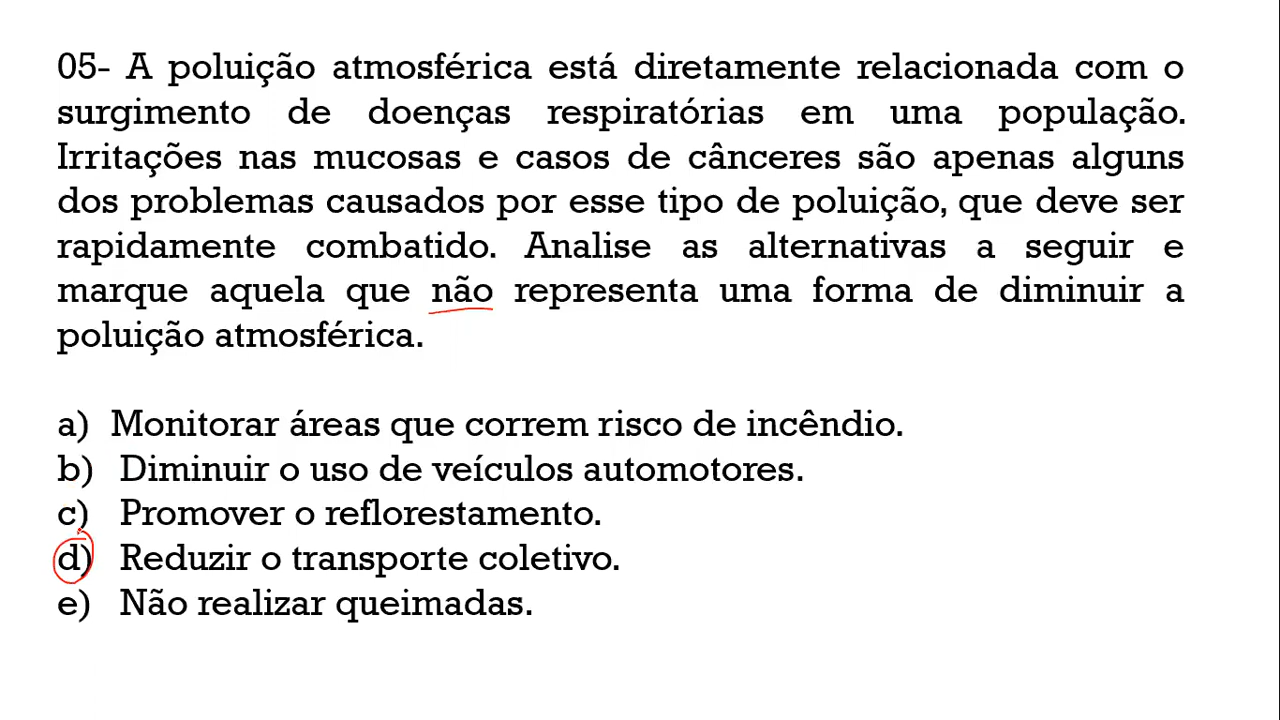 05- A poluição atmosférica está diretamente relacionada com o
surgimento de doenças respiratórias em uma população.
Irritações nas mucosas e casos de cânceres são apenas alguns
dos problemas causados por esse tipo de poluição, que deve ser
rapidamente combatido. Analise as alternativas a seguir e
marque aquela que não representa uma forma de diminuir a
poluição atmosférica.
a) Monitorar áreas que correm risco de incêndio.
b) Diminuir o uso de veículos automotores.
c) Promover o reflorestamento.
d) Reduzir o transporte coletivo.
e) Não realizar queimadas.